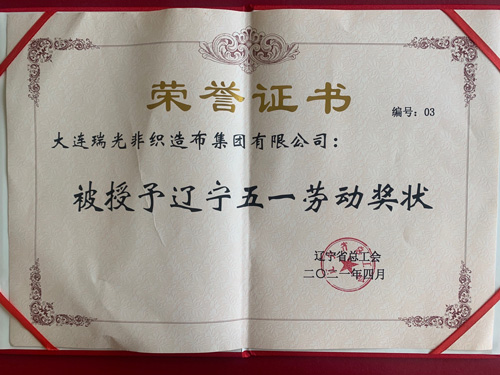 荣誉证书
编号：03
大连瑞光非织造布集团有限公司：
被授予辽宁五一劳动奖状
辽宁省总工会
二〇二一年四月